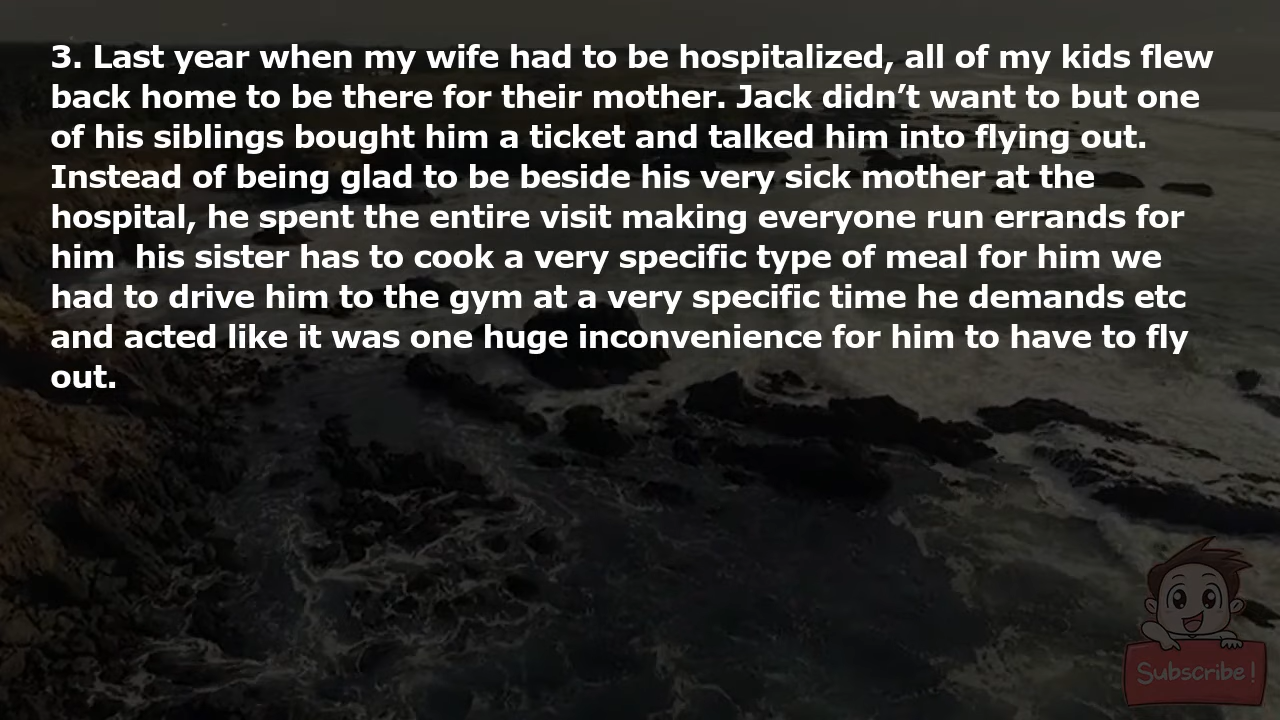 3. Last year when my wife had to be hospitalized, all of my kids flew
back home to be there for their mother. Jack didn’t want to but one
of his siblings bought him a ticket and talked him into flying out.
Instead of being glad to be beside his very sick mother at the
hospital, he spent the entire visit making everyone run errands for
him  his sister has to cook a very specific type of meal for him we
had to drive him to the gym at a very specific time he demands etc
and acted like it was one huge inconvenience for him to have to fly
out.
Subscribe!